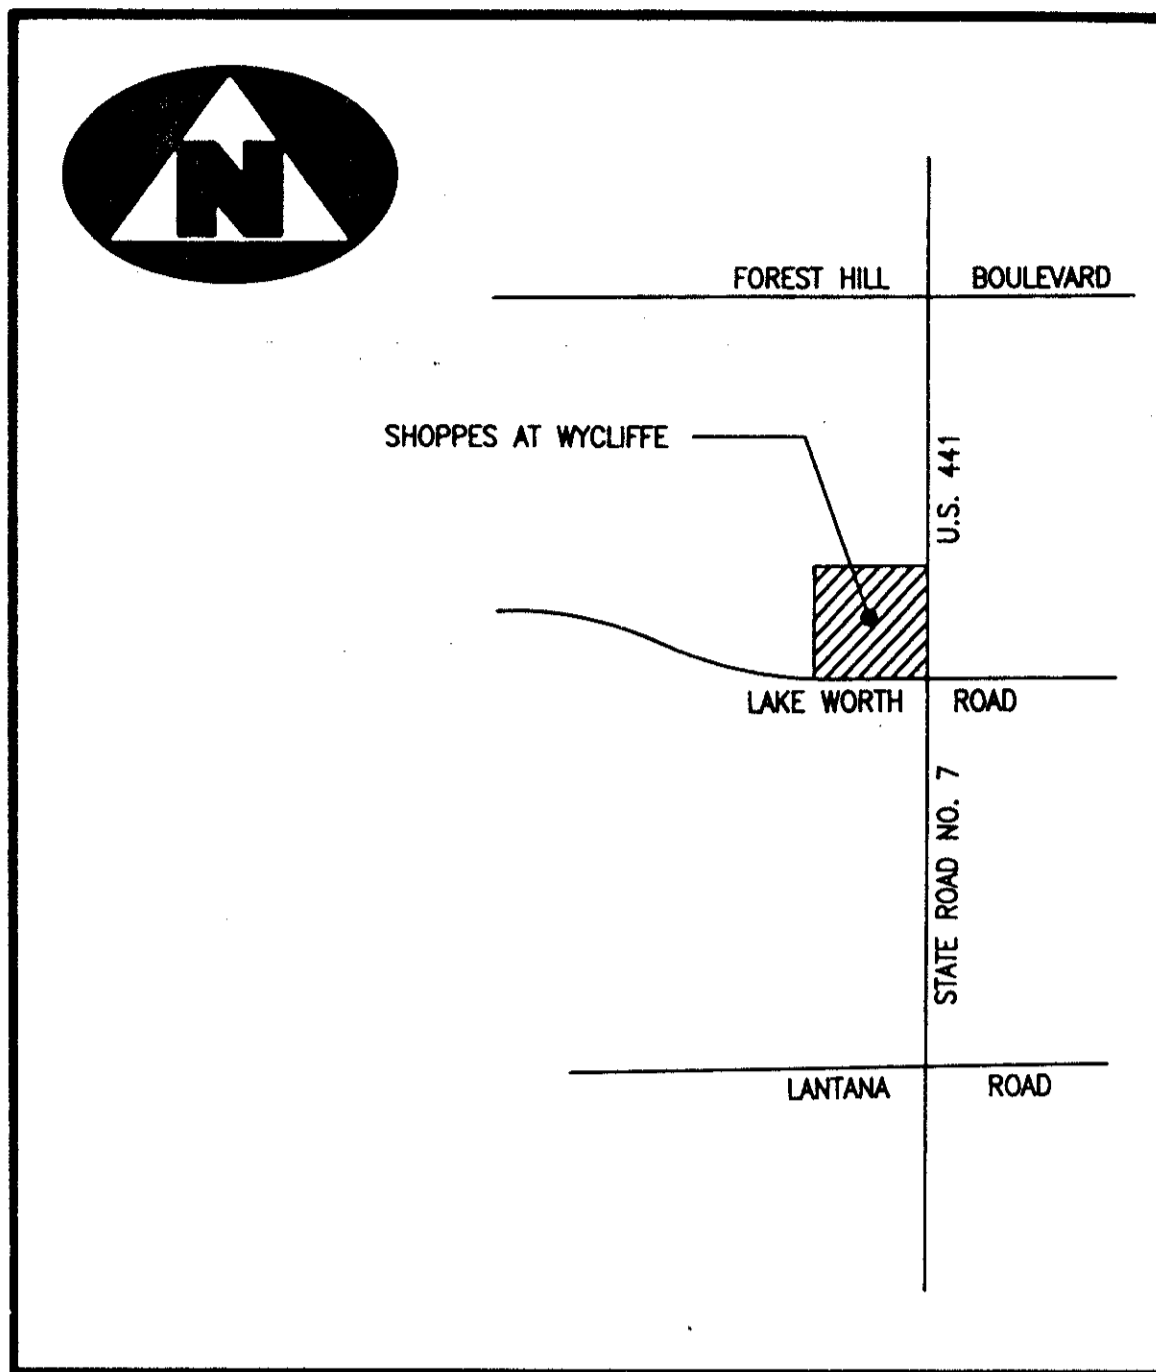 N
FOREST HILL BOULEVARD
SHOPPES AT WYCLIFFE
U.S. 441
LAKE WORTH ROAD
STATE ROAD NO. 7
LANTANA ROAD